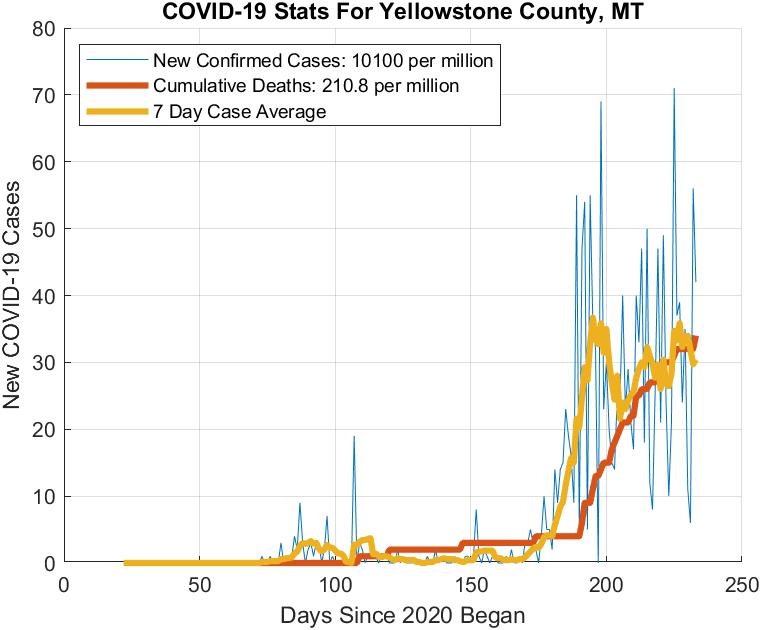 COVID-19 Stats For Yellowstone County, MT
New Confirmed Cases: 10100 per million
Cumulative Deaths: 210.8 per million
7 Day Case Average
New COVID-19 Cases
80
70
60
50
40
30
20
10
0
0 50 100 150 200 250
Days Since 2020 Began